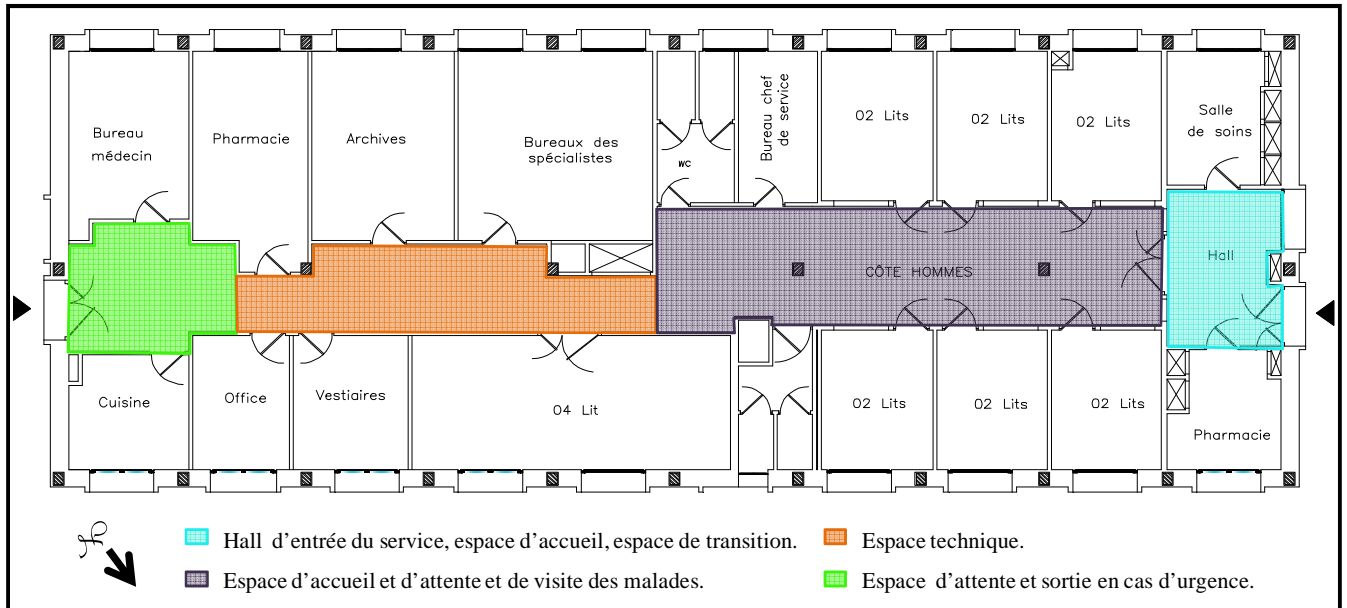 Bureau
médecin
Pharmacie
Archives
Bureaux des
spécialistes
WC
Bureau chef
de service
02 Lits
02 Lits
02 Lits
Salle
de soins
CÔTE HOMMES
Hall
Cuisine
Office
Vestiaires
04 Lit
02 Lits
02 Lits
02 Lits
Pharmacie
Hall d'entrée du service, espace d'accueil, espace de transition.
Espace technique.
Espace d'accueil et d'attente et de visite des malades.
Espace d'attente et sortie en cas d'urgence.